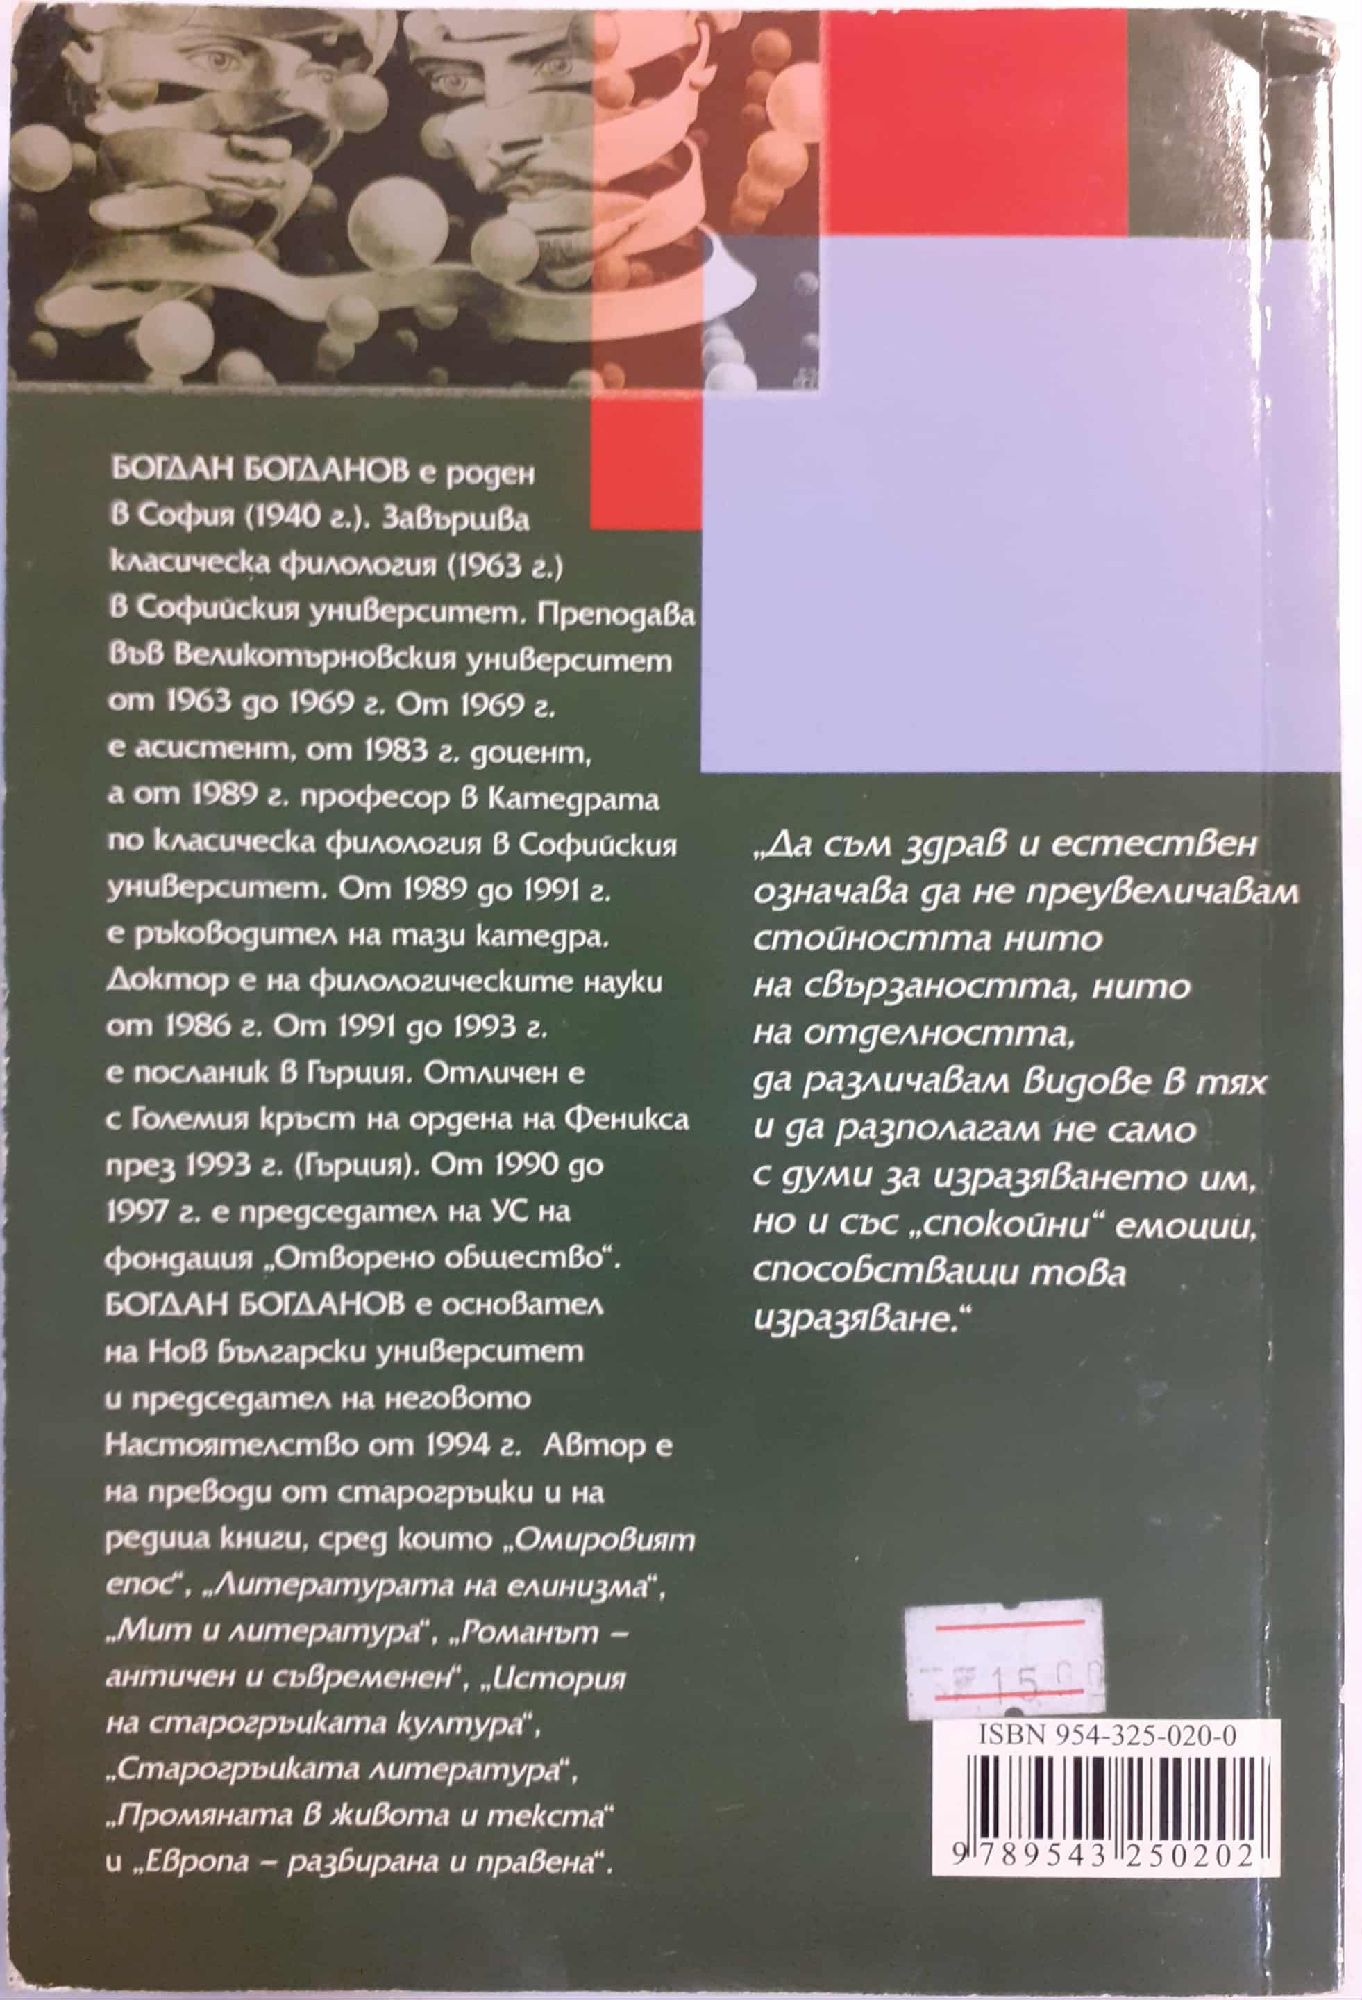 БОГДАН БОГДАНОВ е роден
в София (1940 г.). Завършва
класическа филология (1963 г.)
в Софийския университет. Преподава
във Великотърновския университет
от 1963 до 1969 г. От 1969 г.
е асистент, от 1983 г. доцент,
а от 1989 г. професор в Катедрата
по класическа филология в Софийския
университет. От 1989 до 1991 г.
е ръководител на тази катедра.
Доктор е на филологическите науки
от 1986 г. От 1991 до 1993 г.
е посланик в Гърция. Отличен е
с Големия кръст на ордена на Феникса
през 1993 г. (Гърция). От 1990 до
1997 г. е председател на УС на
фондация „Отворено общество“.
БОГДАН БОГДАНОВ е основател
на Нов български университет
и председател на неговото
Настоятелство от 1994 г. Автор е
на преводи от старогръцки и на
редица книги, сред които „Омировият
епос“, „Литературата на елинизма“,
„Мит и литература“, „Романът –
античен и съвременен“, „История
на старогръцката култура“,
„Старогръцката литература“,
„Промяната в живота и текста“
и „Европа – разбирана и правена“.
„Да съм здрав и естествен
означава да не преувеличавам
стойността нито
на свързаността, нито
на отделността,
да различавам видове в тях
и да разполагам не само
с думи за изразяването им,
но и със „спокойни“ емоции,
способстващи това
изразяване.“
15 00
ISBN 954-325-020-0
9 789543 250202